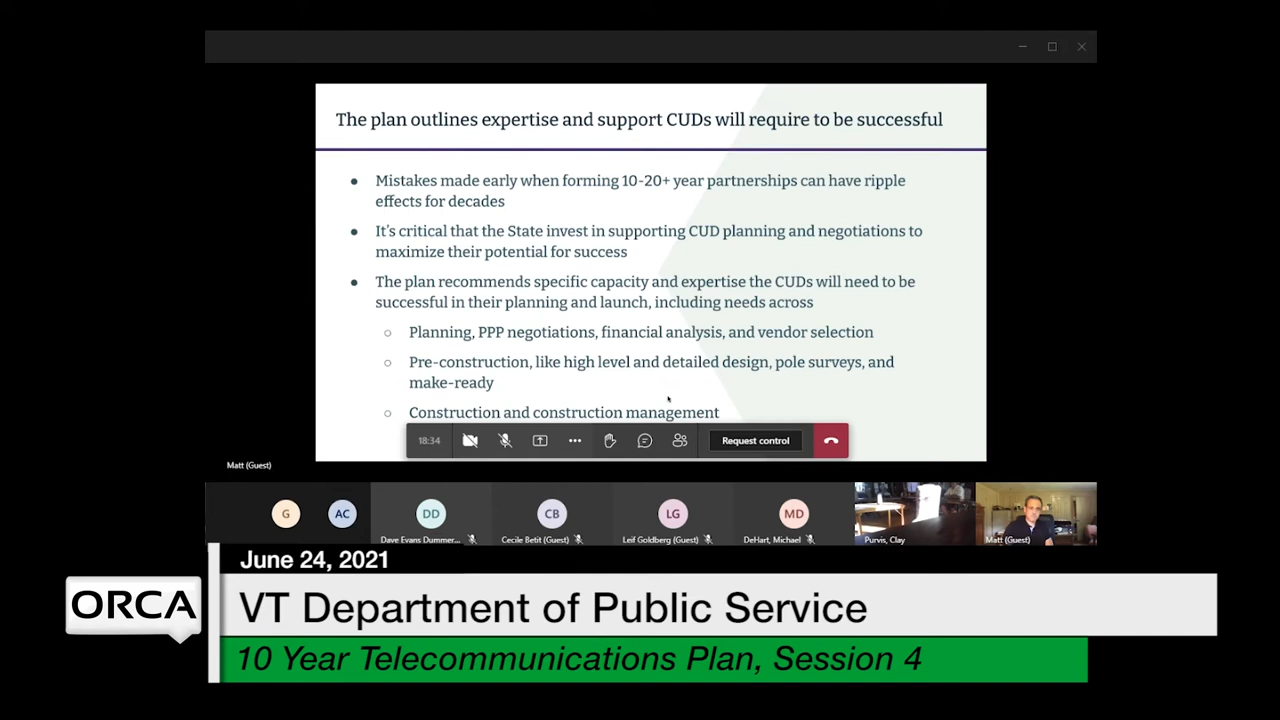 The plan outlines expertise and support CUDs will require to be successful
● Mistakes made early when forming 10-20+ year partnerships can have ripple
effects for decades
● It's critical that the State invest in supporting CUD planning and negotiations to
maximize their potential for success
● The plan recommends specific capacity and expertise the CUDs will need to be
successful in their planning and launch, including needs across
○ Planning, PPP negotiations, financial analysis, and vendor selection
○ Pre-construction, like high level and detailed design, pole surveys, and
make-ready
○ Construction and construction management
18:34
Request control
Matt (Guest)
G
AC
DD
CB
LG
MD
Dave Evans Dummer...
Cecile Betit (Guest)
Leif Goldberg (Guest)
DeHart, Michael
Purvis, Clay
Matt (Guest)
June 24, 2021
ORCA
VT Department of Public Service
10 Year Telecommunications Plan, Session 4